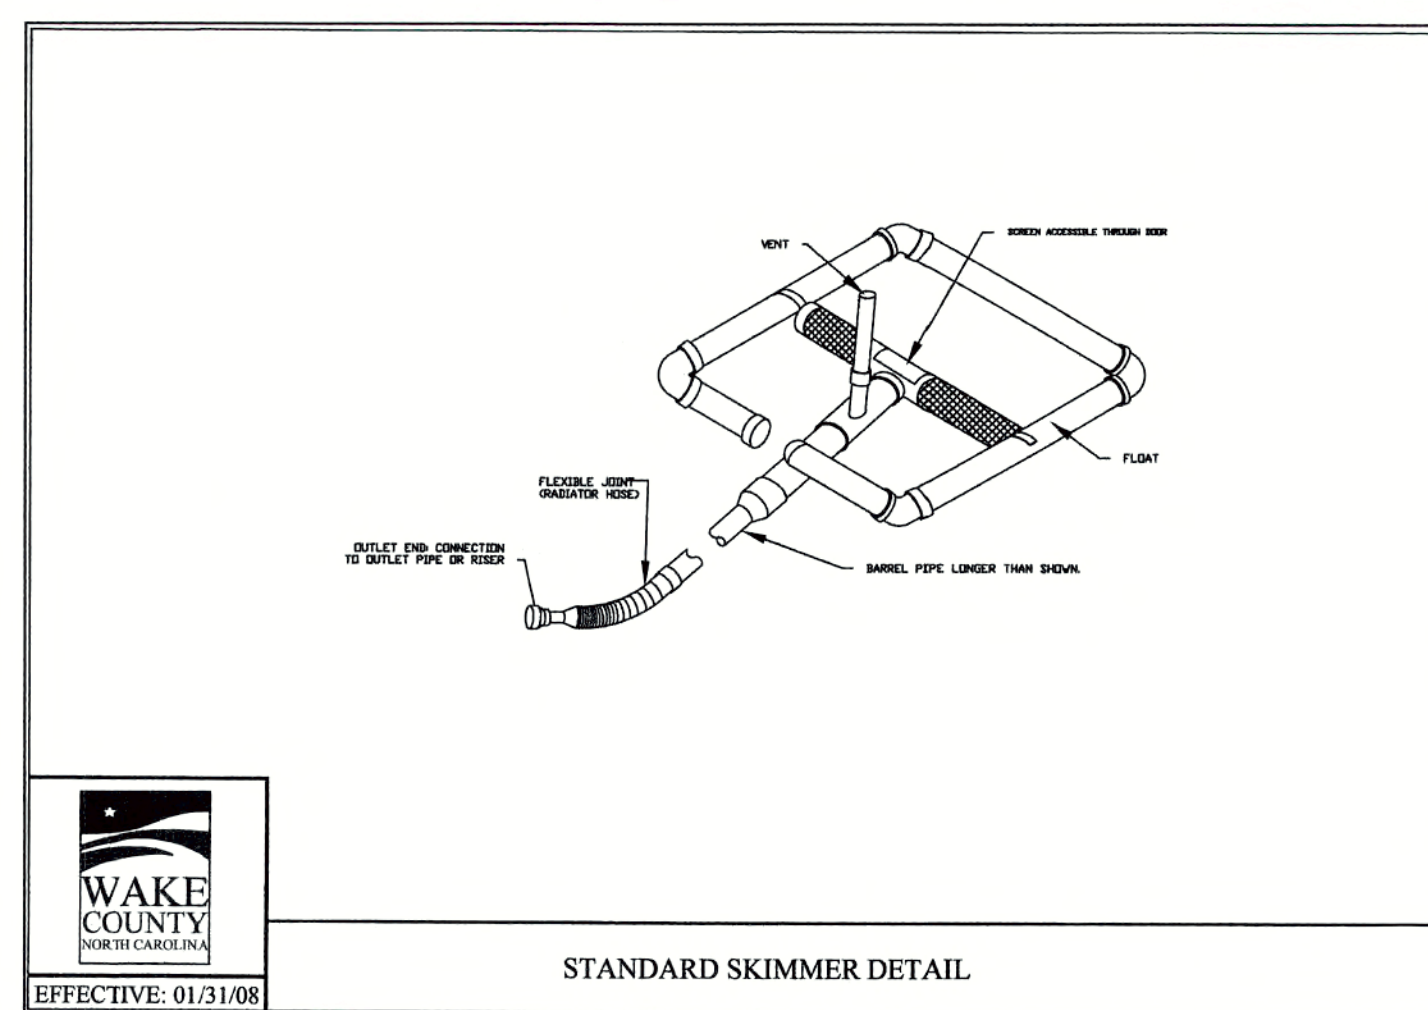 VENT
SCREEN ACCESSIBLE THROUGH DOOR
FLOAT
FLEXIBLE JOINT
(RADIATOR HOSE)
OUTLET END: CONNECTION
TO OUTLET PIPE OR RISER
BARREL PIPE LONGER THAN SHOWN.
WAKE
COUNTY
NORTH CAROLINA
EFFECTIVE: 01/31/08
STANDARD SKIMMER DETAIL